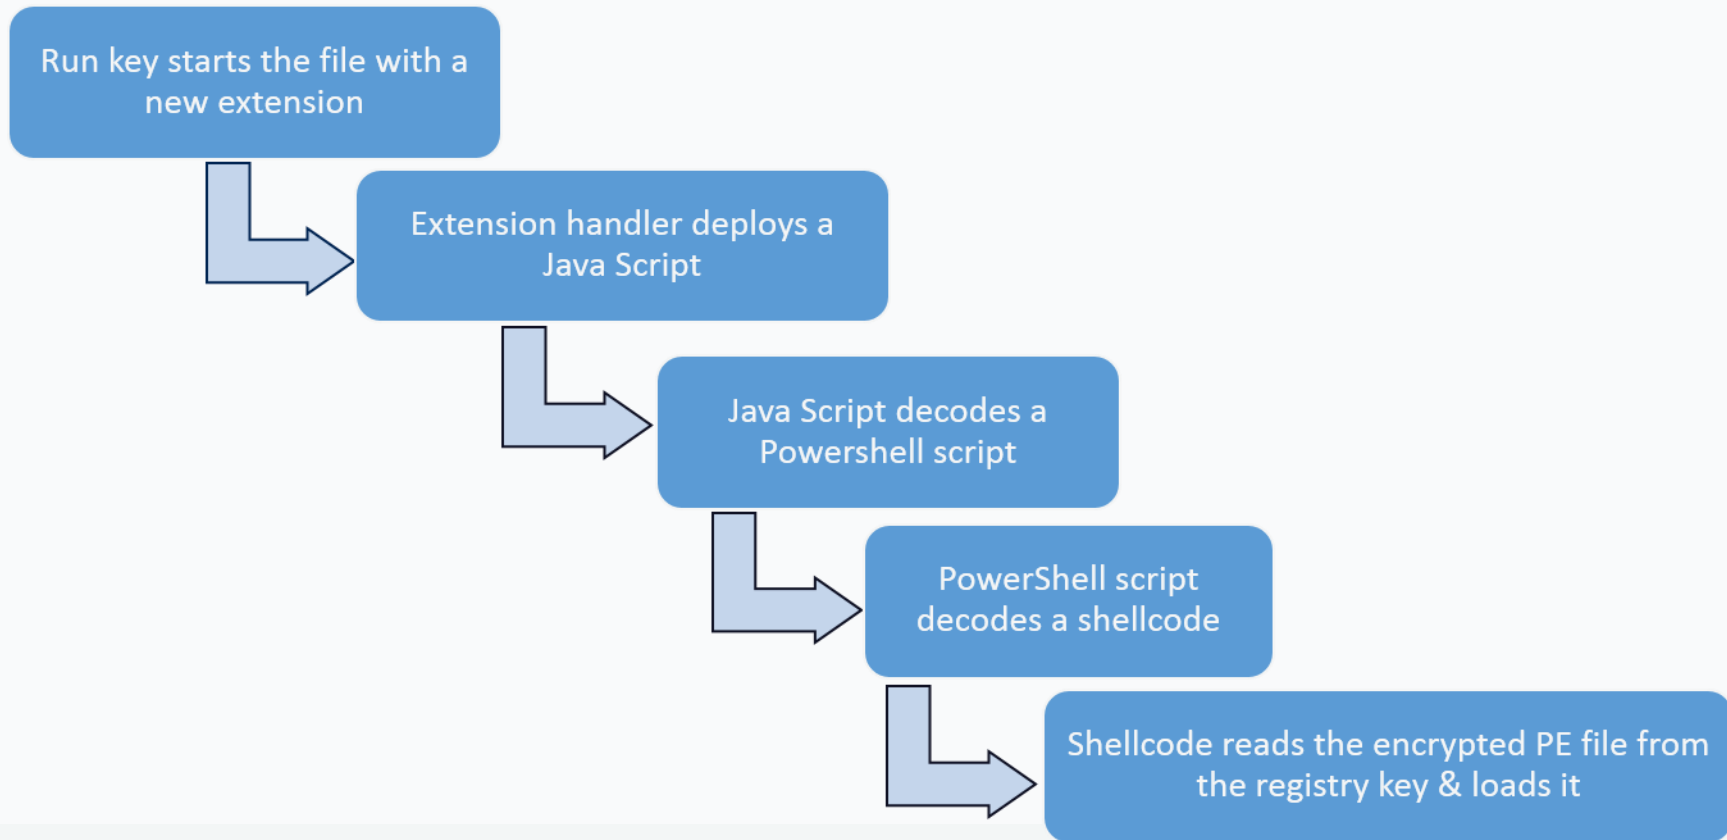 Run key starts the file with a
new extension
Extension handler deploys a
Java Script
Java Script decodes a
Powershell script
PowerShell script
decodes a shellcode
Shellcode reads the encrypted PE file from
the registry key & loads it